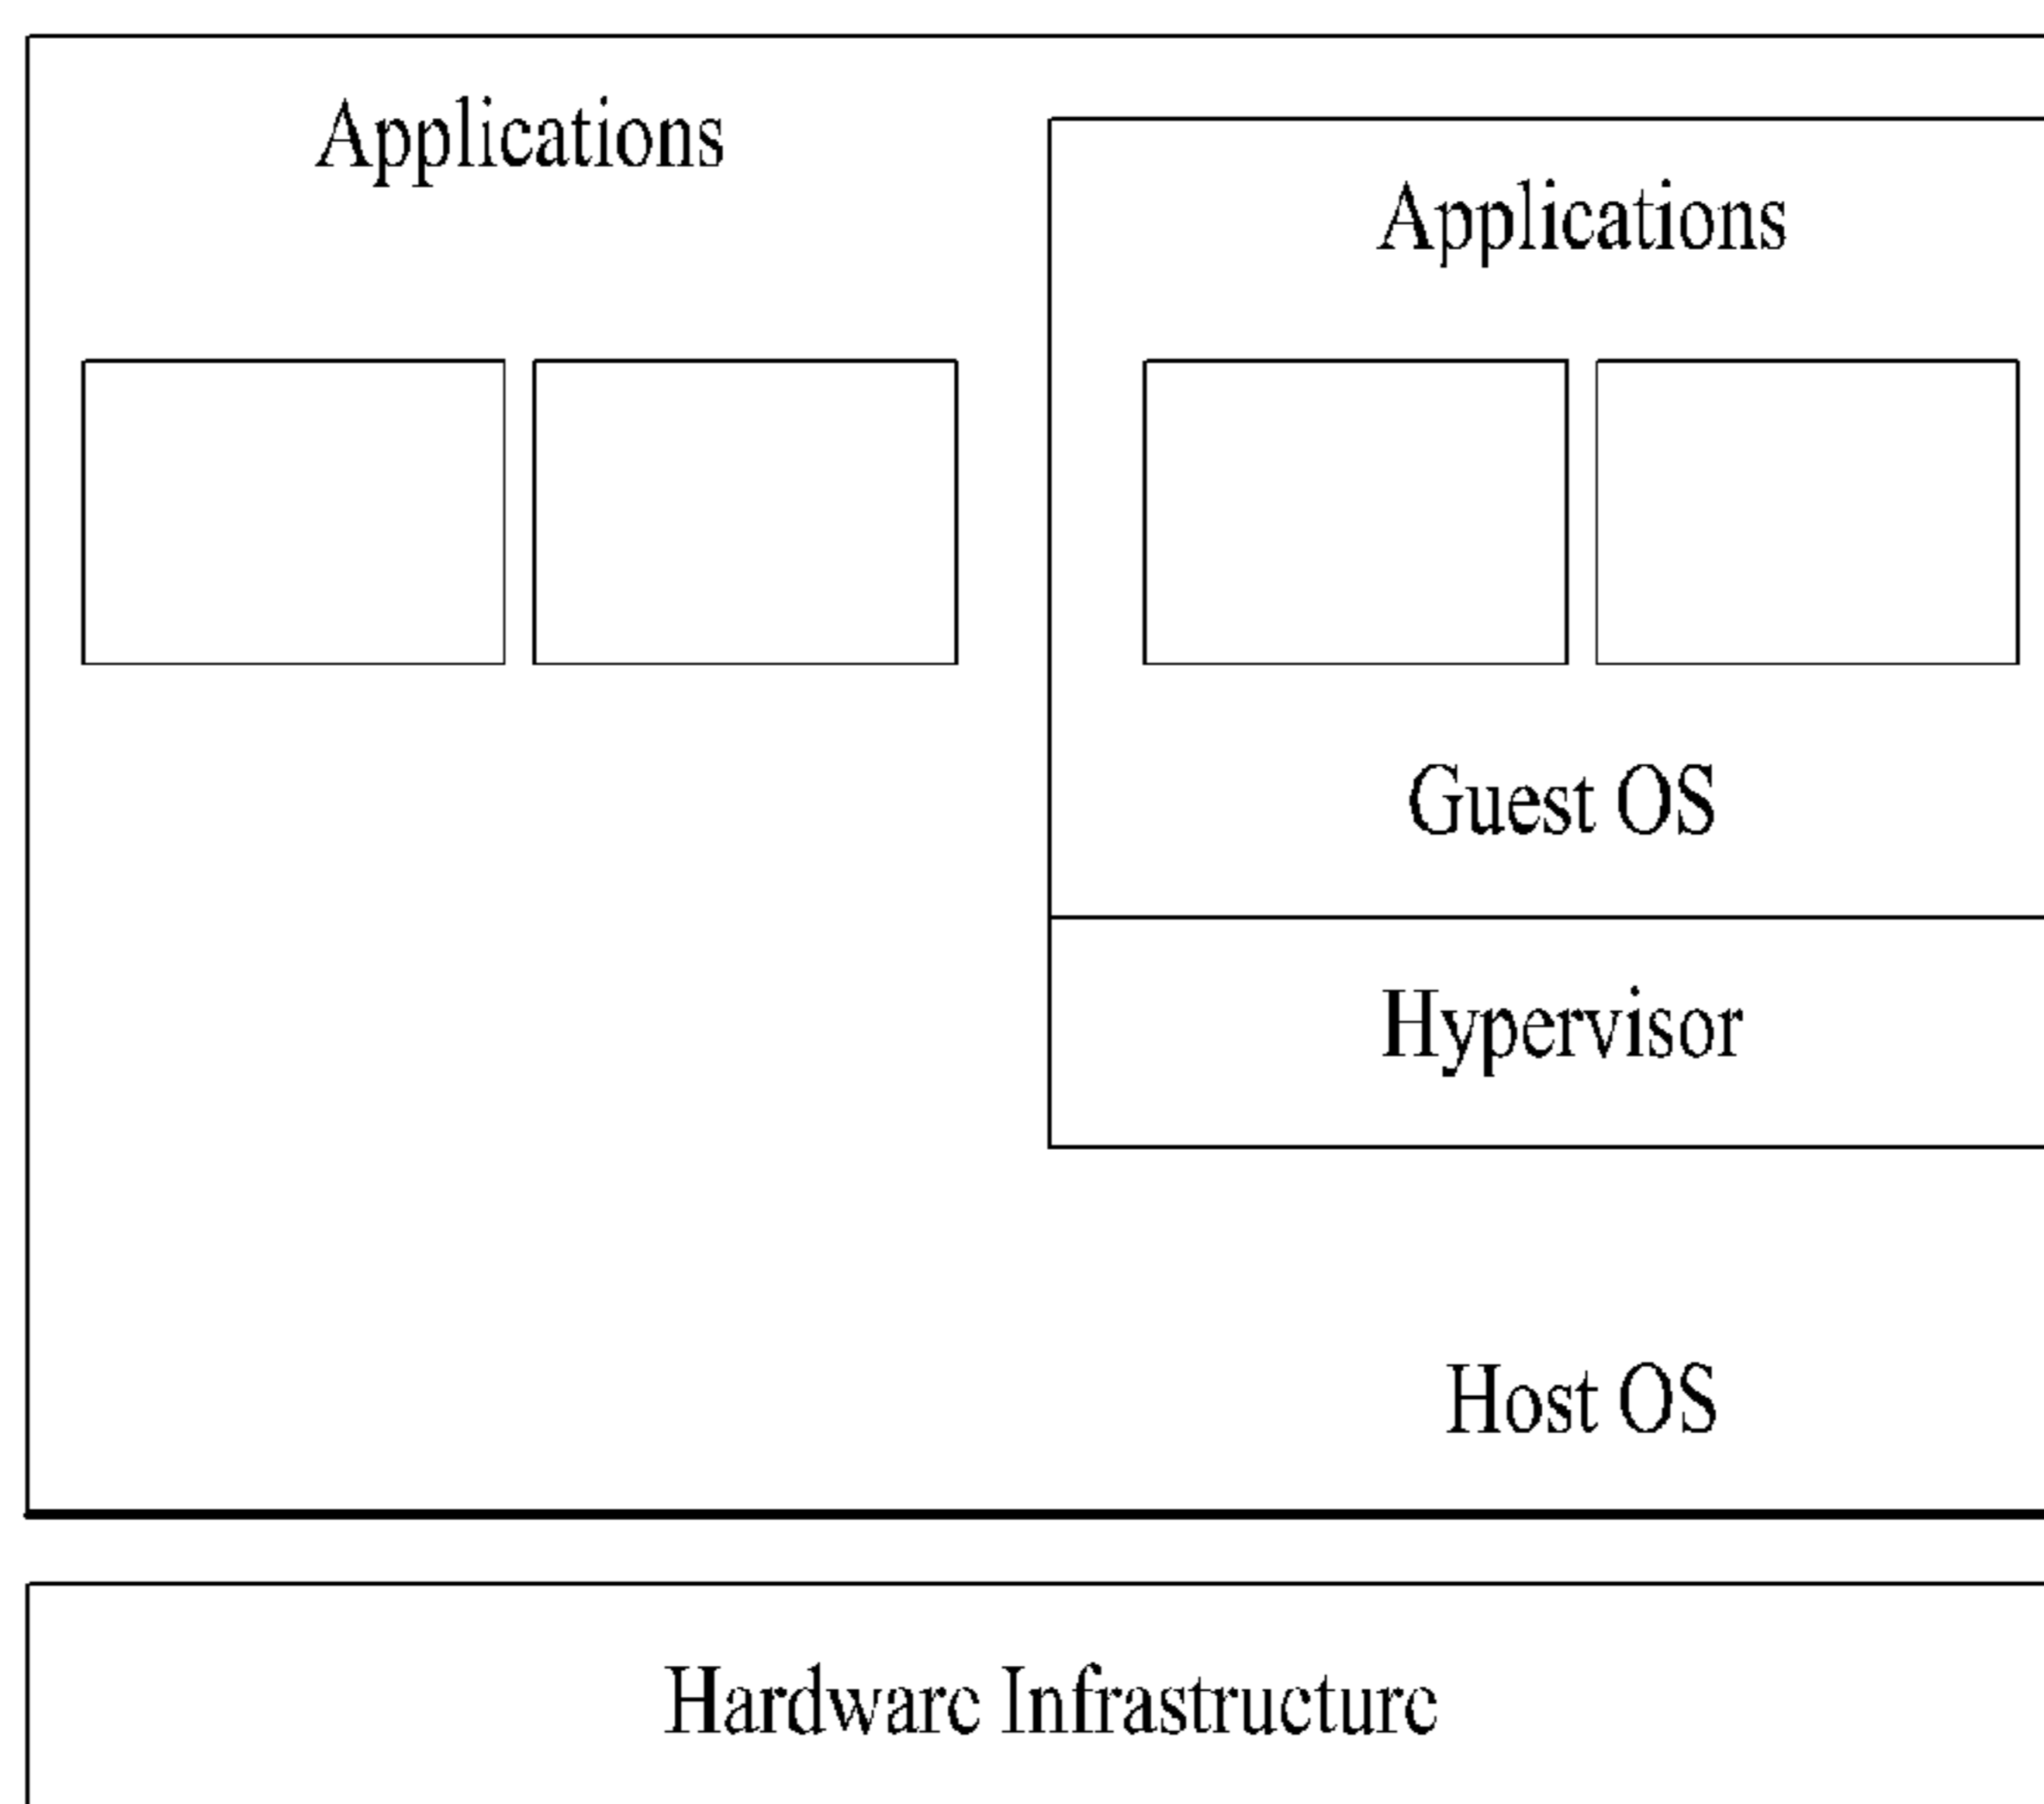 Applications
Applications
Guest OS
Hypervisor
Host OS
Hardware Infrastructure